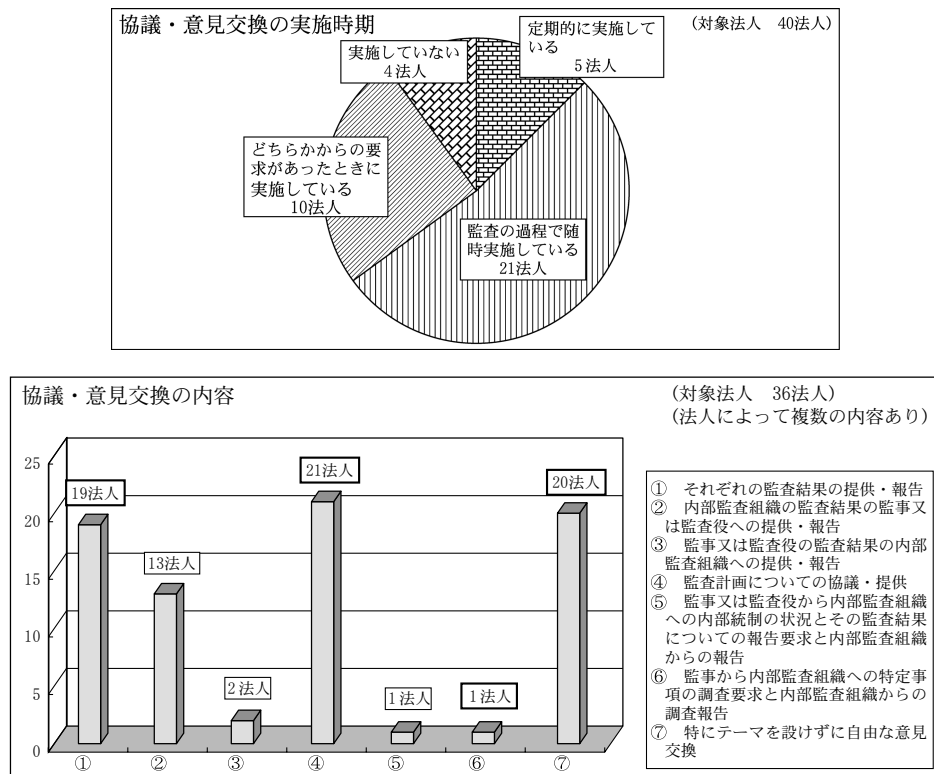 協議・意見交換の実施時期
(対象法人　40法人)
定期的に実施して
いる
5法人
実施していない
4法人
どちらかからの要
求があったときに
実施している
10法人
監査の過程で随
時実施している
21法人
協議・意見交換の内容
(対象法人　36法人)
(法人によって複数の内容あり)
25
20
15
10
5
0
19法人
13法人
2法人
21法人
1法人
1法人
20法人
①
②
③
④
⑤
⑥
⑦
①　それぞれの監査結果の提供・報告
②　内部監査組織の監査結果の監事又
は監査役への提供・報告
③　監事又は監査役の監査結果の内部
監査組織への提供・報告
④　監査計画についての協議・提供
⑤　監事又は監査役から内部監査組織
への内部統制の状況とその監査結果
についての報告要求と内部監査組織
からの報告
⑥　監事から内部監査組織への特定事
項の調査要求と内部監査組織からの
調査報告
⑦　特にテーマを設けずに自由な意見
交換